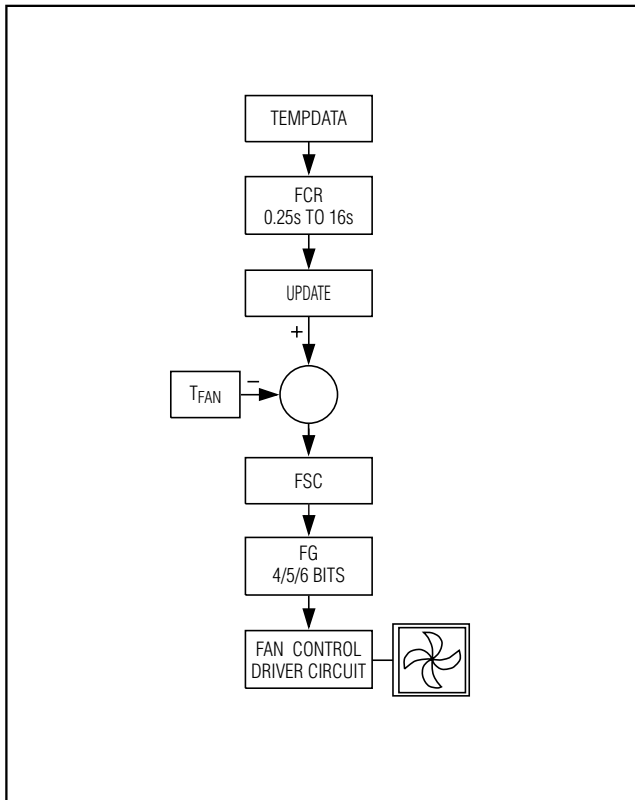 TEMPDATA
FCR
0.25s TO 16s
UPDATE
+
TFAN
−
FSC
FG
4/5/6 BITS
FAN CONTROL
DRIVER CIRCUIT